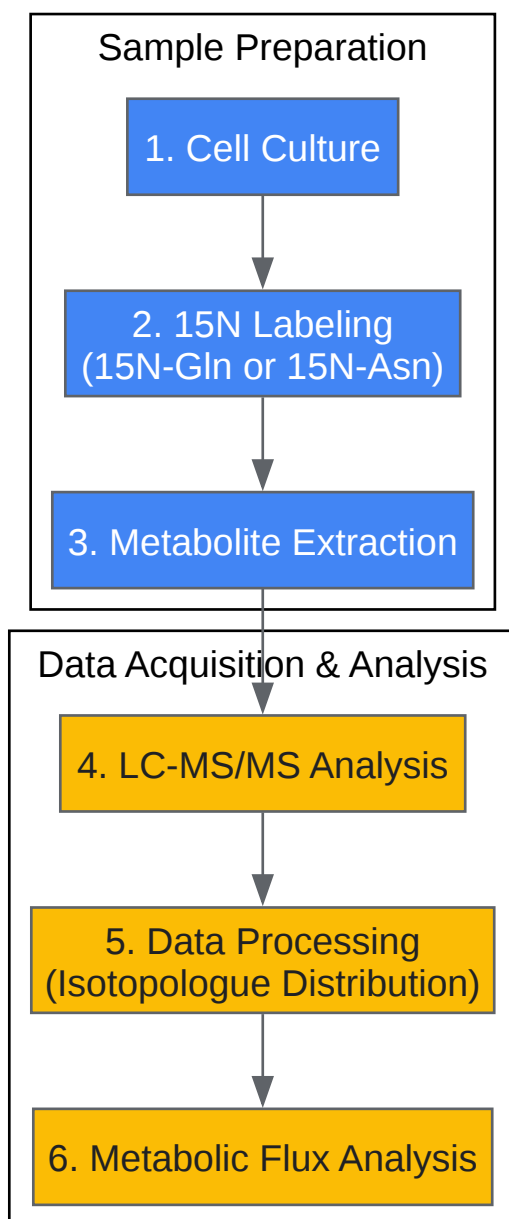 Sample Preparation
1. Cell Culture
2. 15N Labeling
(15N-Gln or 15N-Asn)
3. Metabolite Extraction
Data Acquisition & Analysis
4. LC-MS/MS Analysis
5. Data Processing
(Isotopologue Distribution)
6. Metabolic Flux Analysis